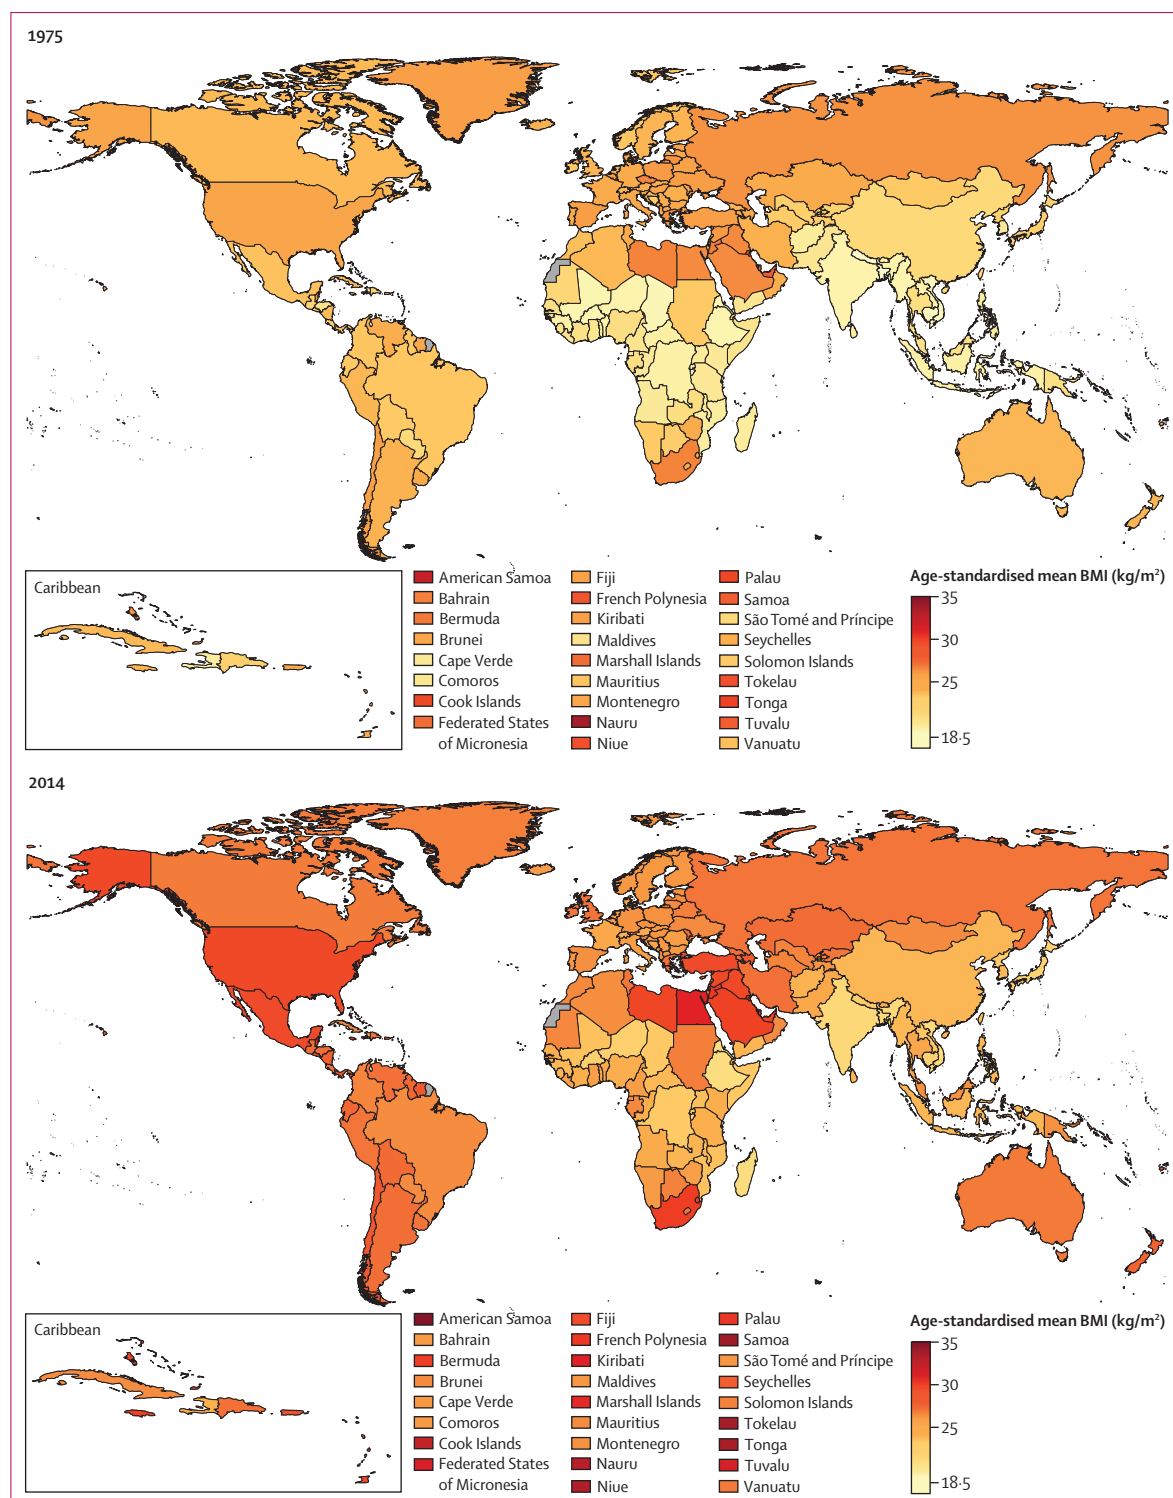 1975
Caribbean
American Samoa
Bahrain
Bermuda
Brunei
Cape Verde
Comoros
Cook Islands
Federated States
of Micronesia
Fiji
French Polynesia
Kiribati
Maldives
Marshall Islands
Mauritius
Montenegro
Nauru
Niue
Palau
Samoa
São Tomé and Príncipe
Seychelles
Solomon Islands
Tokelau
Tonga
Tuvalu
Vanuatu
Age-standardised mean BMI (kg/m²)
35
30
25
18·5
2014
Caribbean
American Samoa
Bahrain
Bermuda
Brunei
Cape Verde
Comoros
Cook Islands
Federated States
of Micronesia
Fiji
French Polynesia
Kiribati
Maldives
Marshall Islands
Mauritius
Montenegro
Nauru
Niue
Palau
Samoa
São Tomé and Príncipe
Seychelles
Solomon Islands
Tokelau
Tonga
Tuvalu
Vanuatu
Age-standardised mean BMI (kg/m²)
35
30
25
18·5